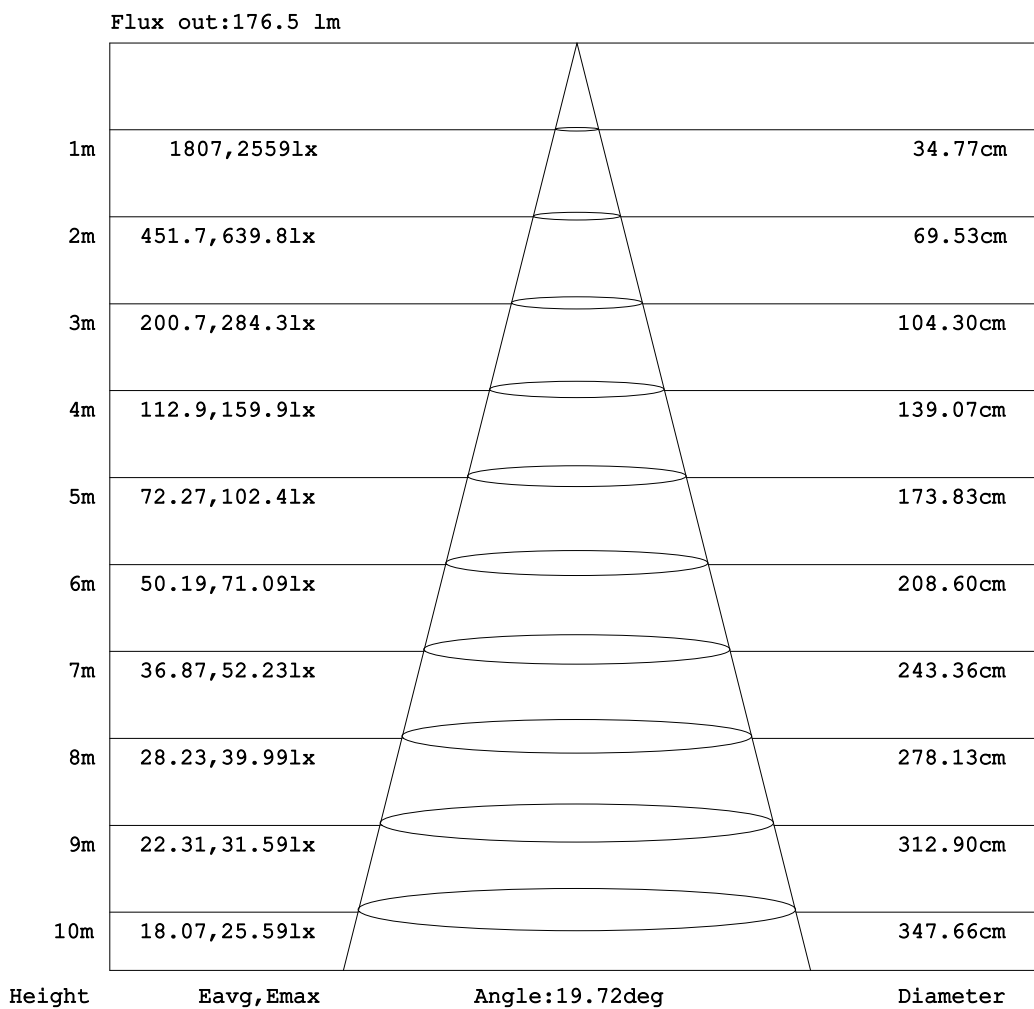 Flux out:176.5 lm
1m 1807,2559lx 34.77cm
2m 451.7,639.8lx 69.53cm
3m 200.7,284.3lx 104.30cm
4m 112.9,159.9lx 139.07cm
5m 72.27,102.4lx 173.83cm
6m 50.19,71.09lx 208.60cm
7m 36.87,52.23lx 243.36cm
8m 28.23,39.99lx 278.13cm
9m 22.31,31.59lx 312.90cm
10m 18.07,25.59lx 347.66cm
Height Eavg,Emax Angle:19.72deg Diameter